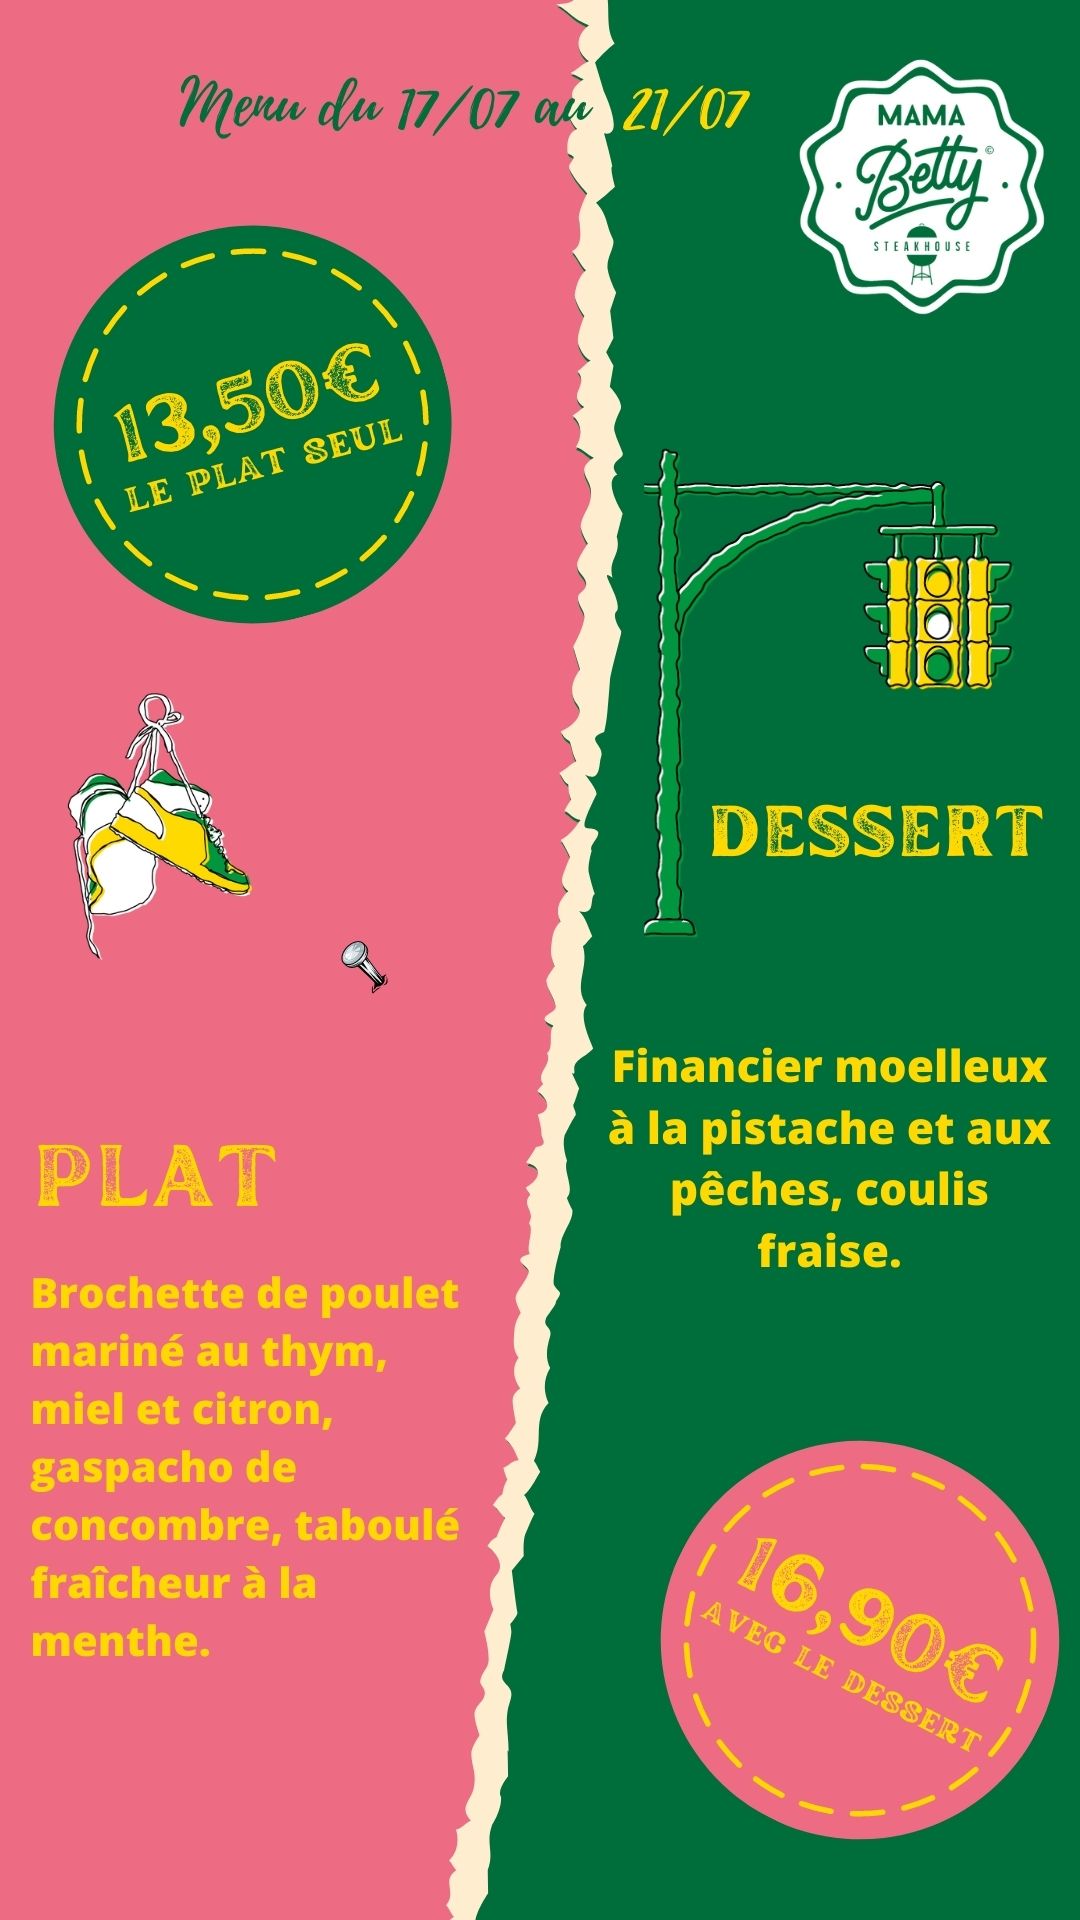 Menu du 17/07 au 21/07
MAMA
Betty©
STEAKHOUSE
13,50€
LE PLAT SEUL
DESSERT
Financier moelleux
à la pistache et aux
pêches, coulis
fraise.
PLAT
Brochette de poulet
mariné au thym,
miel et citron,
gaspacho de
concombre, taboulé
fraîcheur à la
menthe.
16,90€
AVEC LE DESSERT